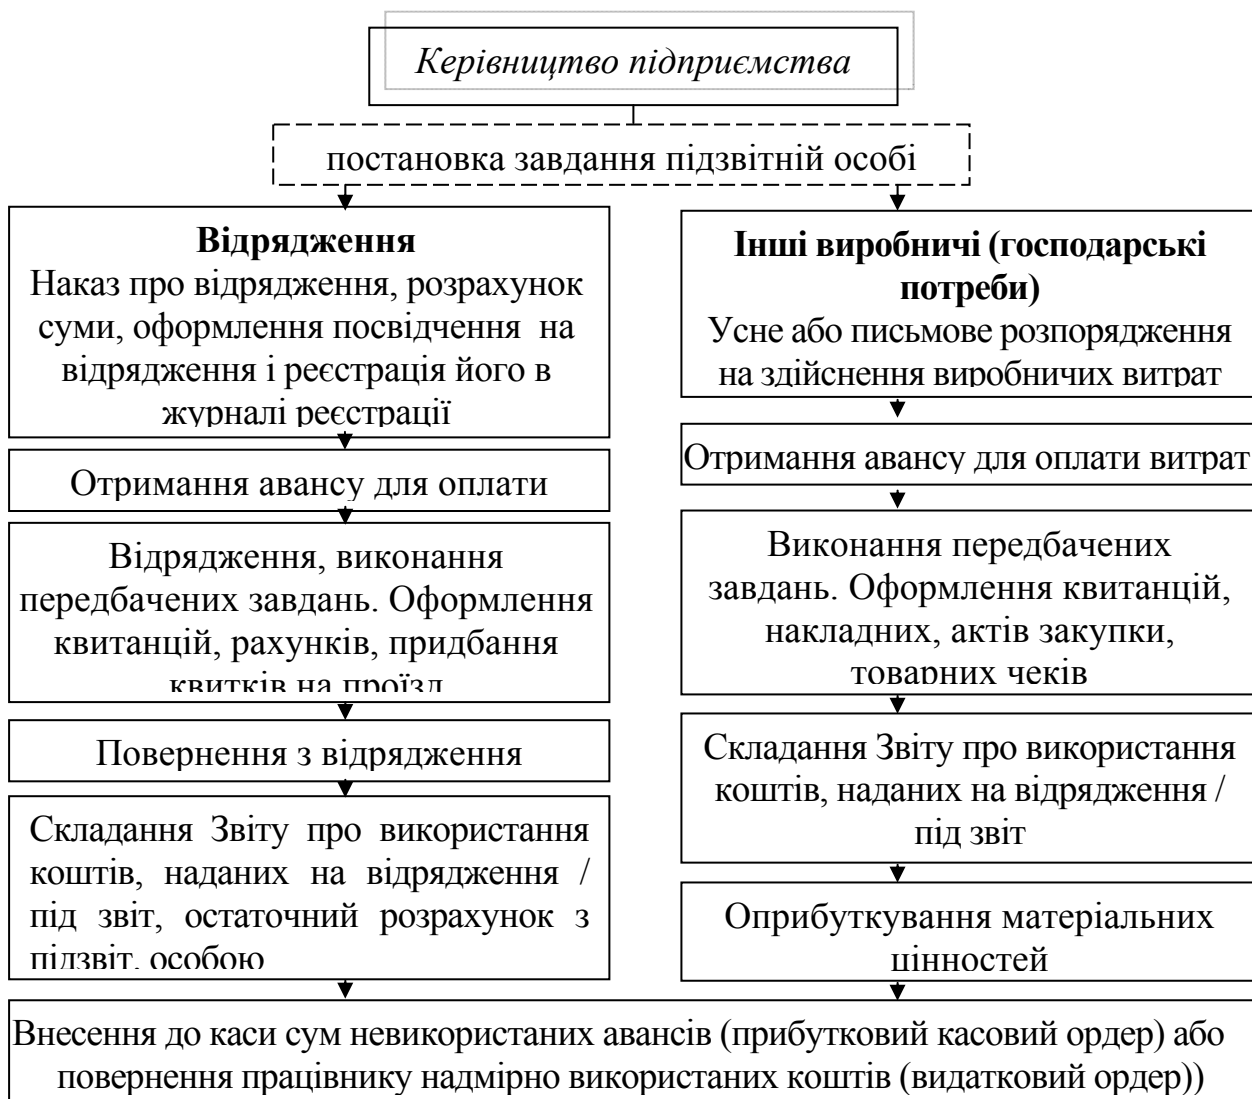 Керівництво підприємства
постановка завдання підзвітній особі
Відрядження
Наказ про відрядження, розрахунок
суми, оформлення посвідчення на
відрядження і реєстрація його в
журналі реєстрації
Отримання авансу для оплати
Відрядження, виконання
передбачених завдань. Оформлення
квитанцій, рахунків, придбання
квитків на проїзд
Повернення з відрядження
Складання Звіту про використання
коштів, наданих на відрядження /
під звіт, остаточний розрахунок з
підзвіт. особою
Інші виробничі (господарські
потреби)
Усне або письмове розпорядження
на здійснення виробничих витрат
Отримання авансу для оплати витрат
Виконання передбачених
завдань. Оформлення квитанцій,
накладних, актів закупки,
товарних чеків
Складання Звіту про використання
коштів, наданих на відрядження /
під звіт
Оприбуткування матеріальних
цінностей
Внесення до каси сум невикористаних авансів (прибутковий касовий ордер) або
повернення працівнику надмірно використаних коштів (видатковий ордер))